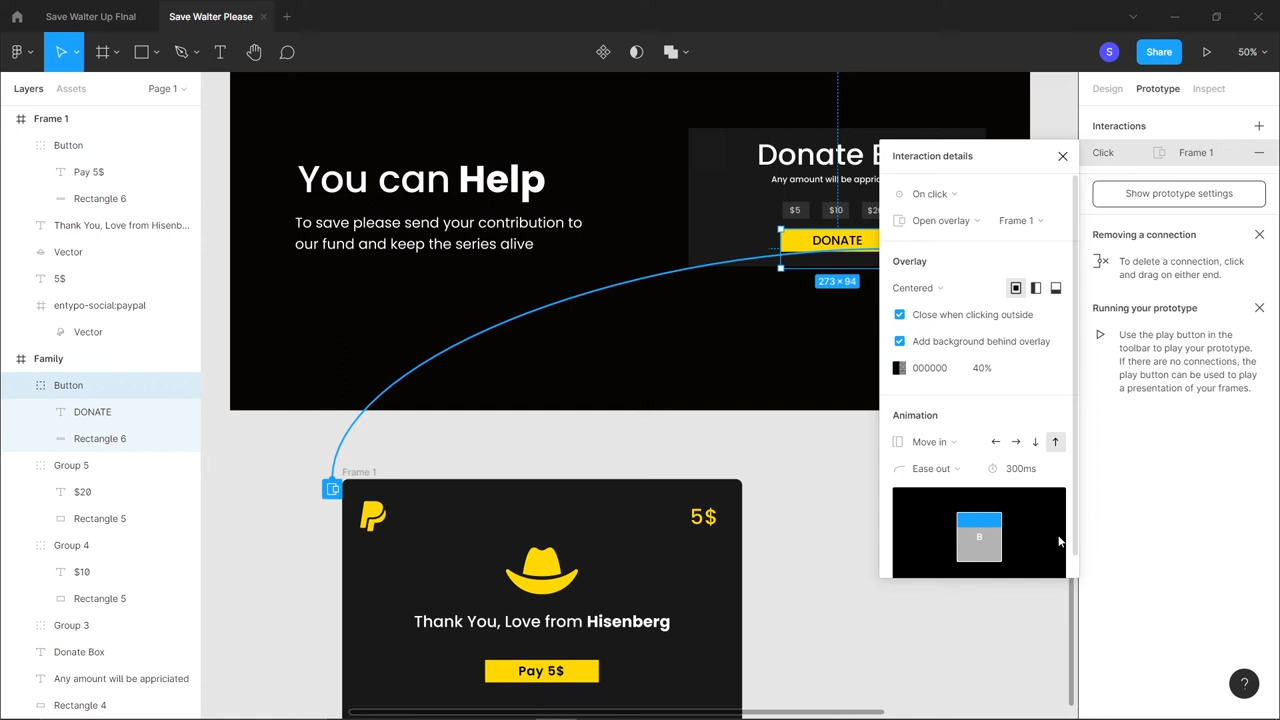 Save Walter Up FInal
Save Walter Please
S
Share
50%
Layers
Assets
Page 1
Frame 1
Button
Pay 5$
Rectangle 6
Thank You, Love from Hisenb...
Vector
5$
entypo-social:paypal
Vector
Family
Button
DONATE
Rectangle 6
Group 5
$20
Rectangle 5
Group 4
$10
Rectangle 5
Group 3
Donate Box
Any amount will be appriciated
Rectangle 4
You can Help
To save please send your contribution to
our fund and keep the series alive
Donate B
Any amount will be appric
$5
$10
$20
DONATE
273 × 94
Frame 1
5$
Thank You, Love from Hisenberg
Pay 5$
Interaction details
On click
Open overlay
Frame 1
Overlay
Centered
Close when clicking outside
Add background behind overlay
000000
40%
Animation
Move in
Ease out
300ms
B
Design
Prototype
Inspect
Interactions
Click
Frame 1
Show prototype settings
Removing a connection
To delete a connection, click
and drag on either end.
Running your prototype
Use the play button in the
toolbar to play your prototype.
If there are no connections, the
play button can be used to play
a presentation of your frames.
?